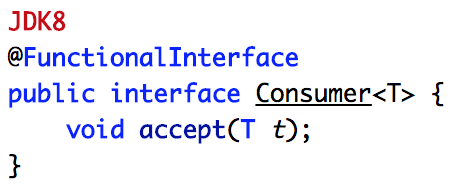 JDK8
@FunctionalInterface
public interface Consumer<T> {
    void accept(T t);
}